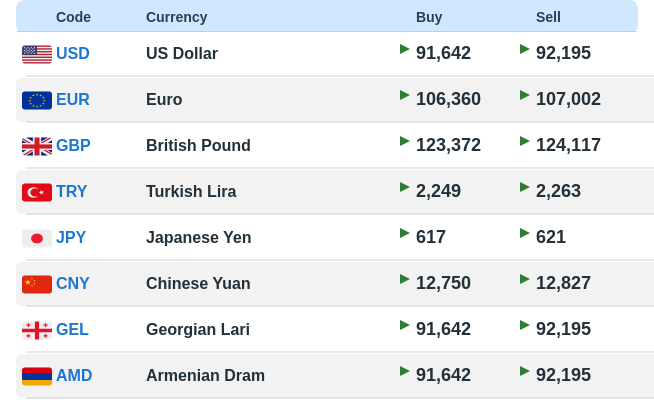 Code Currency Buy Sell
USD US Dollar 91,642 92,195
EUR Euro 106,360 107,002
GBP British Pound 123,372 124,117
TRY Turkish Lira 2,249 2,263
JPY Japanese Yen 617 621
CNY Chinese Yuan 12,750 12,827
GEL Georgian Lari 91,642 92,195
AMD Armenian Dram 91,642 92,195